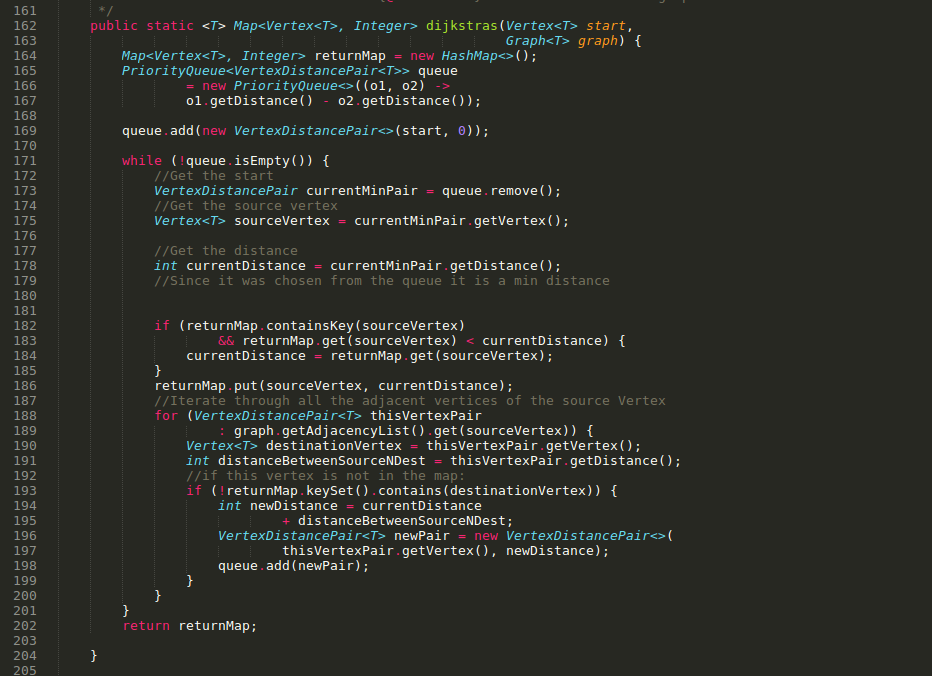 161 */
162 public static <T> Map<Vertex<T>, Integer> dijkstras(Vertex<T> start,
163 Graph<T> graph) {
164 Map<Vertex<T>, Integer> returnMap = new HashMap<>();
165 PriorityQueue<VertexDistancePair<T>> queue
166 = new PriorityQueue<>((o1, o2) ->
167 o1.getDistance() - o2.getDistance());
168
169 queue.add(new VertexDistancePair<>(start, 0));
170
171 while (!queue.isEmpty()) {
172 //Get the start
173 VertexDistancePair currentMinPair = queue.remove();
174 //Get the source vertex
175 Vertex<T> sourceVertex = currentMinPair.getVertex();
176
177 //Get the distance
178 int currentDistance = currentMinPair.getDistance();
179 //Since it was chosen from the queue it is a min distance
180
181
182 if (returnMap.containsKey(sourceVertex)
183 && returnMap.get(sourceVertex) < currentDistance) {
184 currentDistance = returnMap.get(sourceVertex);
185 }
186 returnMap.put(sourceVertex, currentDistance);
187 //Iterate through all the adjacent vertices of the source Vertex
188 for (VertexDistancePair<T> thisVertexPair
189 : graph.getAdjacencyList().get(sourceVertex)) {
190 Vertex<T> destinationVertex = thisVertexPair.getVertex();
191 int distanceBetweenSourceNDest = thisVertexPair.getDistance();
192 //if this vertex is not in the map:
193 if (!returnMap.keySet().contains(destinationVertex)) {
194 int newDistance = currentDistance
195 + distanceBetweenSourceNDest;
196 VertexDistancePair<T> newPair = new VertexDistancePair<>(
197 thisVertexPair.getVertex(), newDistance);
198 queue.add(newPair);
199 }
200 }
201 }
202 return returnMap;
203
204 }
205